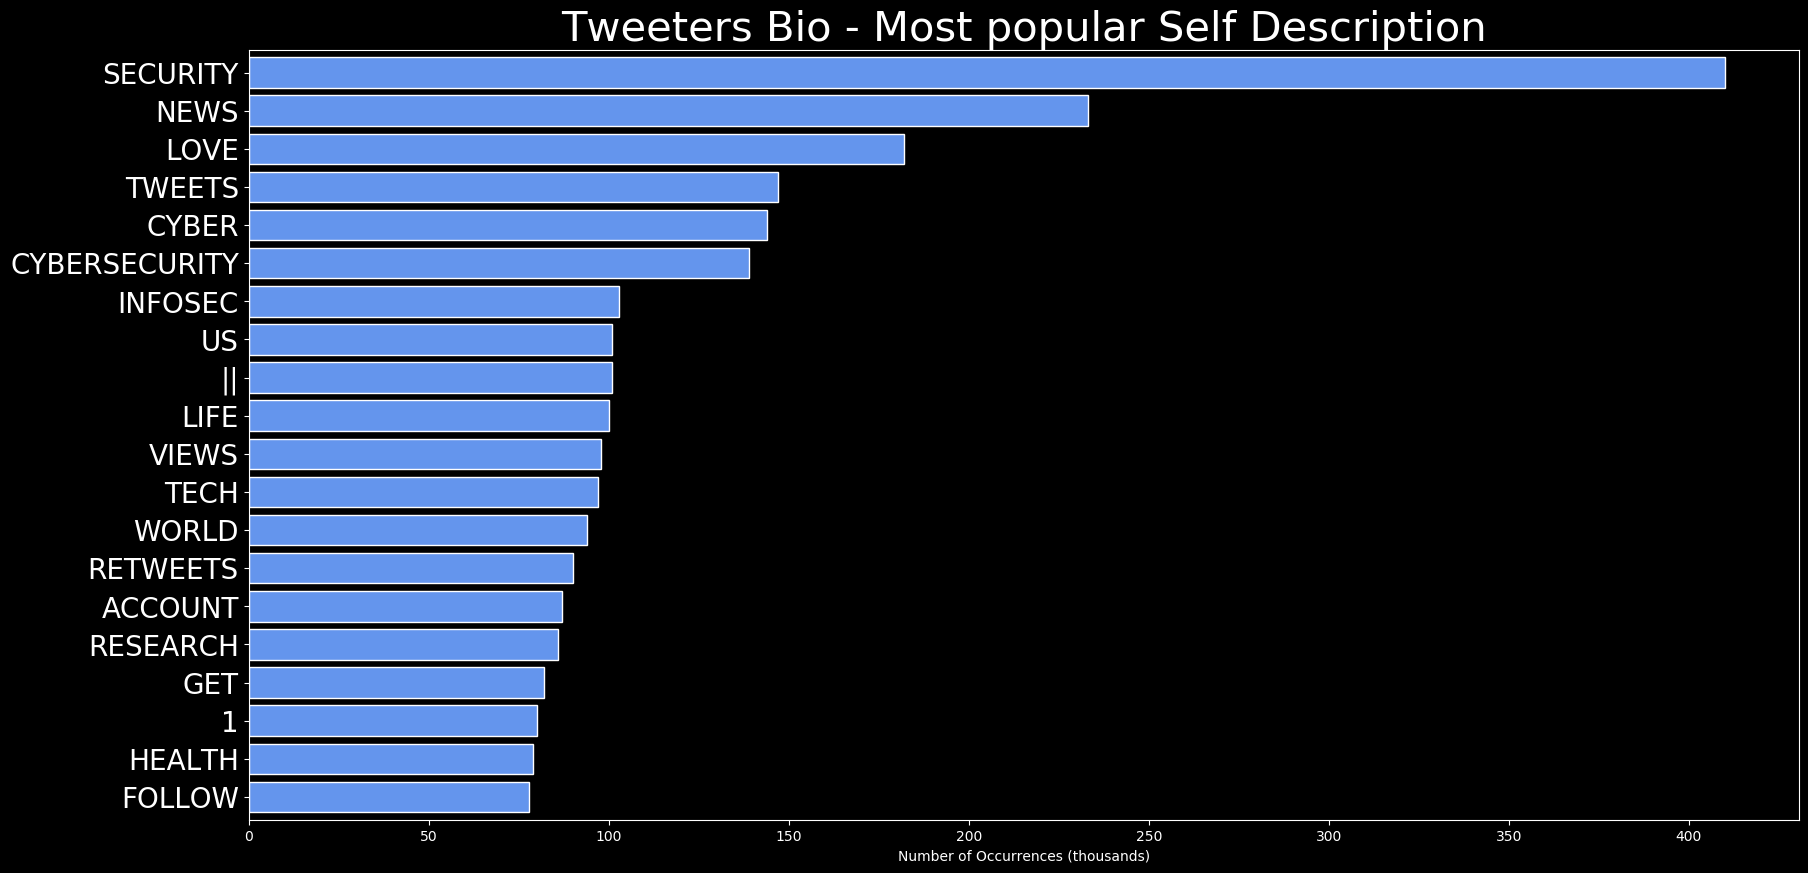 Tweeters Bio - Most popular Self Description
SECURITY
NEWS
LOVE
TWEETS
CYBER
CYBERSECURITY
INFOSEC
US
||
LIFE
VIEWS
TECH
WORLD
RETWEETS
ACCOUNT
RESEARCH
GET
1
HEALTH
FOLLOW
0 50 100 150 200 250 300 350 400
Number of Occurrences (thousands)